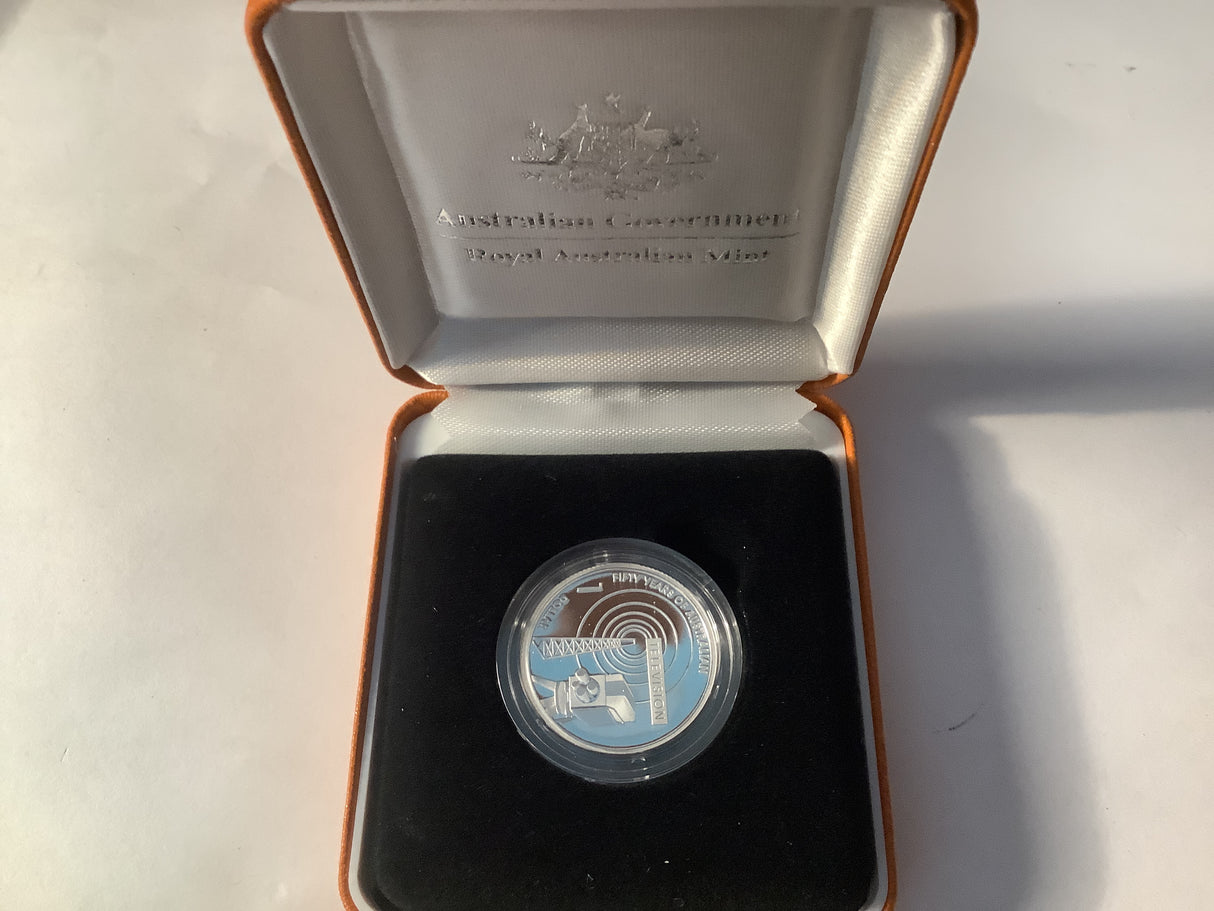 Australian Government
Royal Australian Mint
1 DOLLAR
FIFTY YEARS OF AUSTRALIAN
TELEVISION